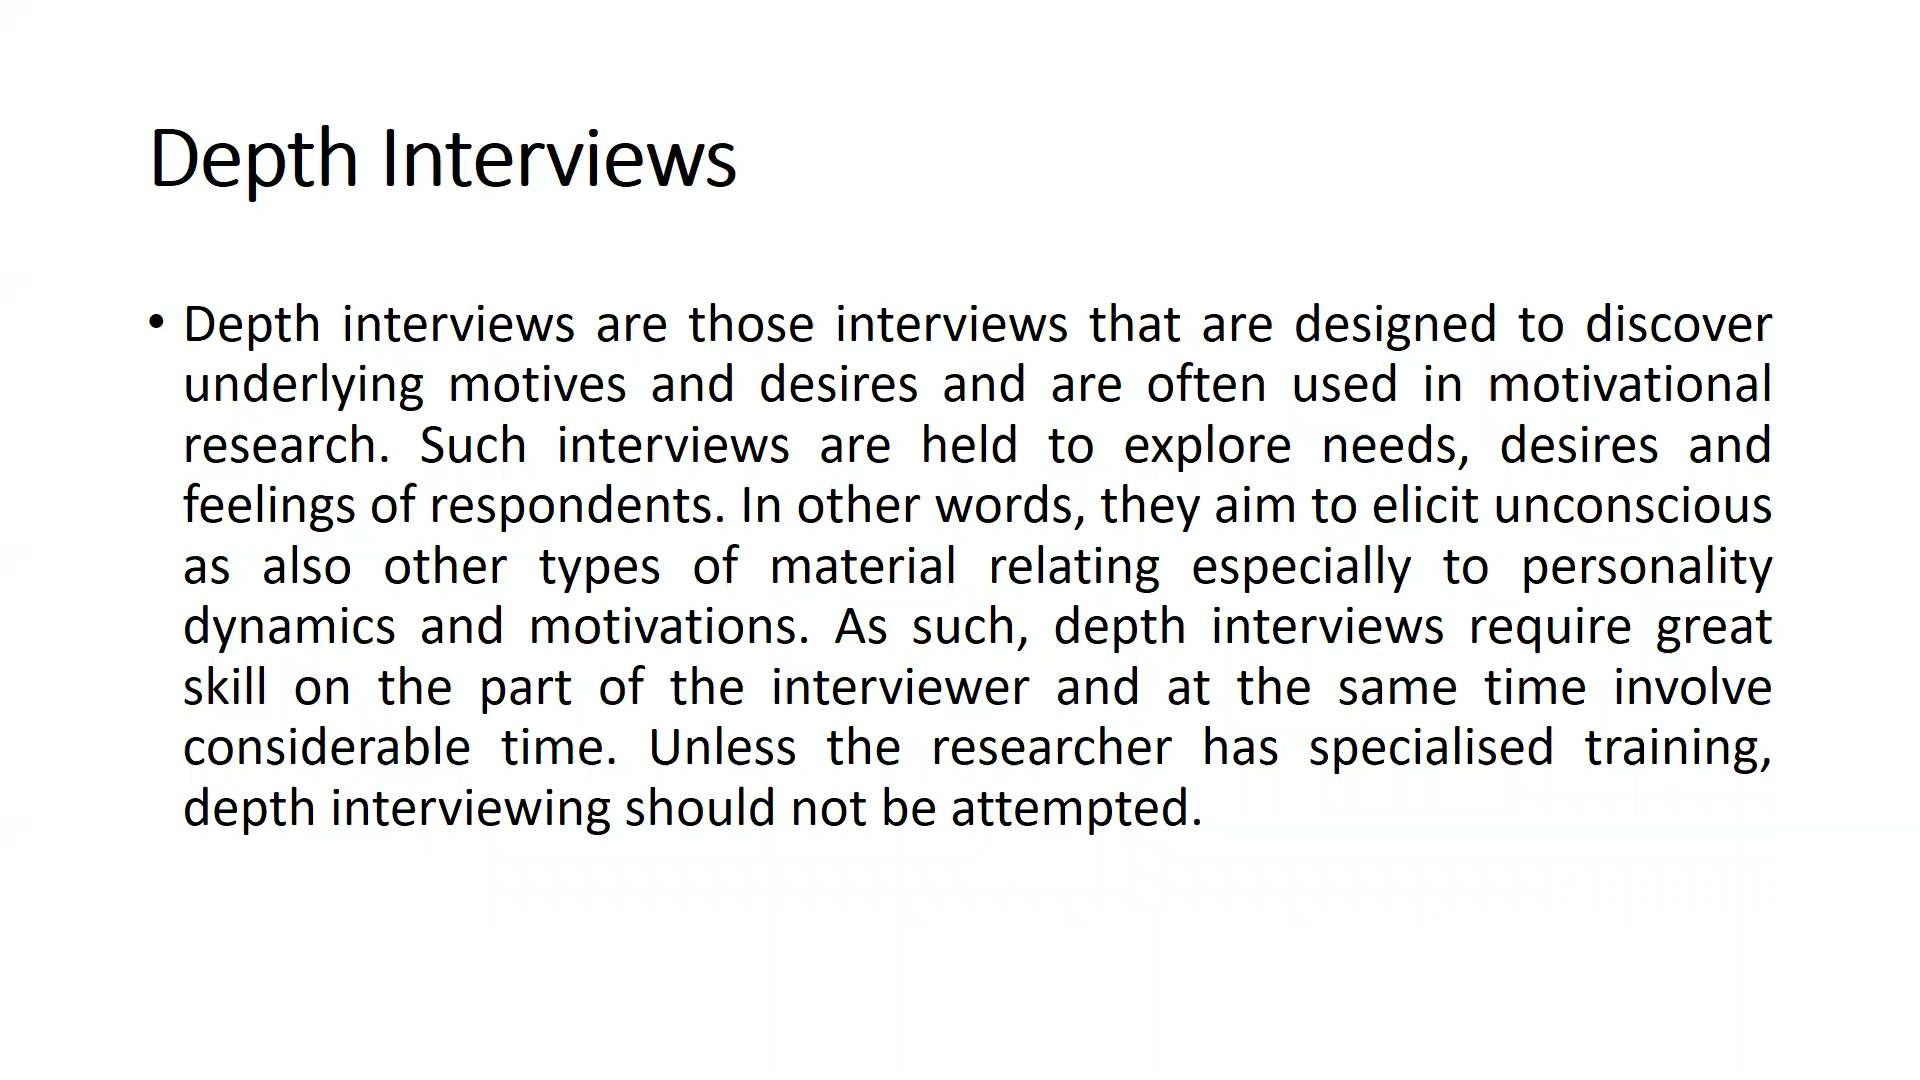 Depth Interviews
• Depth interviews are those interviews that are designed to discover
underlying motives and desires and are often used in motivational
research. Such interviews are held to explore needs, desires and
feelings of respondents. In other words, they aim to elicit unconscious
as also other types of material relating especially to personality
dynamics and motivations. As such, depth interviews require great
skill on the part of the interviewer and at the same time involve
considerable time. Unless the researcher has specialised training,
depth interviewing should not be attempted.